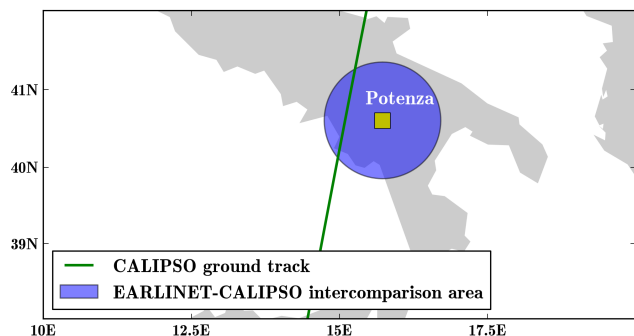 41N
Potenza
40N
39N
CALIPSO ground track
EARLINET-CALIPSO intercomparison area
10E 12.5E 15E 17.5E